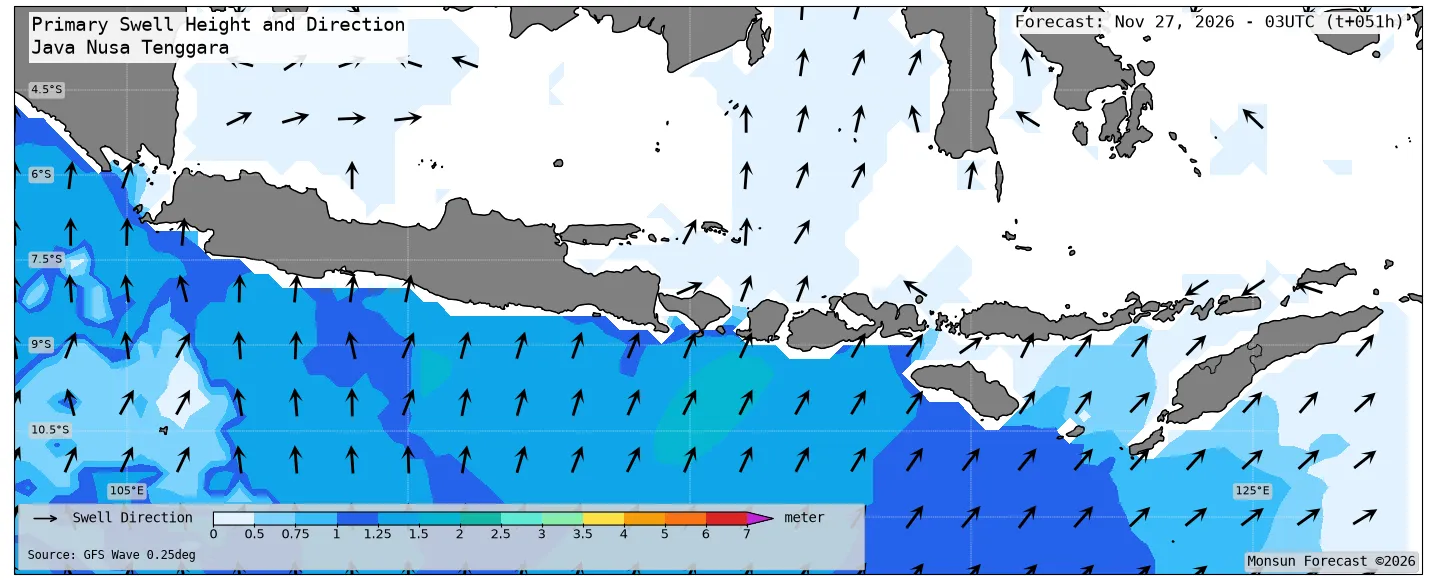 Primary Swell Height and Direction
Java Nusa Tenggara
Forecast: Nov 27, 2026 - 03UTC (t+051h)
4.5°S
6°S
7.5°S
9°S
10.5°S
105°E
125°E
Swell Direction
0 0.5 0.75 1 1.25 1.5 2 2.5 3 3.5 4 5 6 7
meter
Source: GFS Wave 0.25deg
Monsun Forecast ©2026